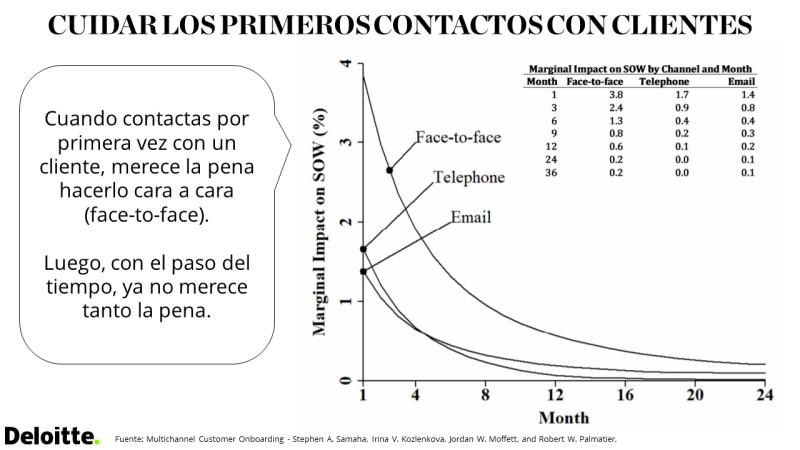 CUIDAR LOS PRIMEROS CONTACTOS CON CLIENTES
Cuando contactas por
primera vez con un
cliente, merece la pena
hacerlo cara a cara
(face-to-face).
Luego, con el paso del
tiempo, ya no merece
tanto la pena.
Marginal Impact on SOW (%)
4
3
2
1
0
Face-to-face
Telephone
Email
Marginal Impact on SOW by Channel and Month
Month Face-to-face Telephone Email
1 3.8 1.7 1.4
3 2.4 0.9 0.8
6 1.3 0.4 0.4
9 0.8 0.2 0.3
12 0.6 0.1 0.2
24 0.2 0.0 0.1
36 0.2 0.0 0.1
1 4 8 12 16 20 24
Month
Deloitte.
Fuente: Multichannel Customer Onboarding - Stephen A. Samaha, Irina V. Kozlenkova, Jordan W. Moffett, and Robert W. Palmatier.